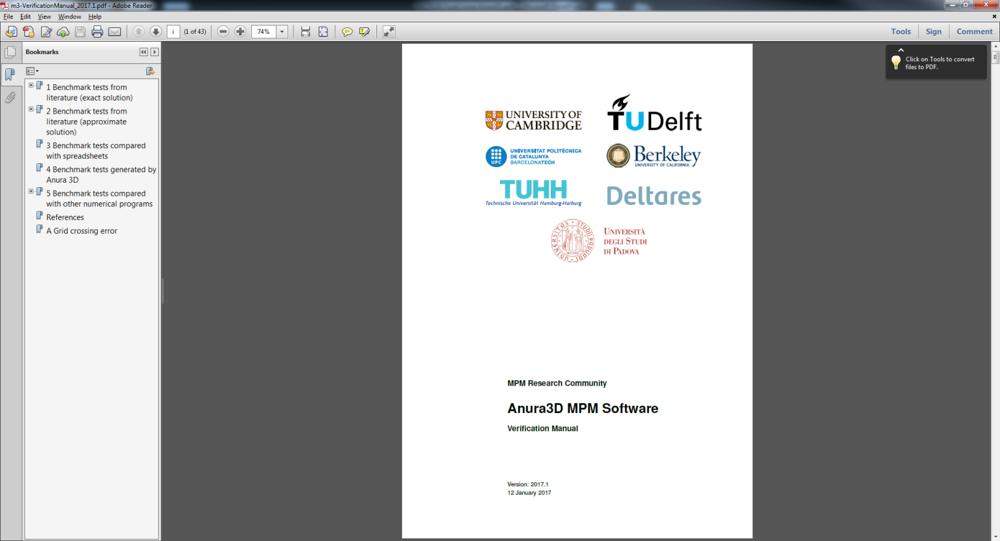 m3-VerificationManual_2017.1.pdf - Adobe Reader
File Edit View Window Help
i (1 of 43) 74% Tools Sign Comment
Bookmarks
Click on Tools to convert
files to PDF.
1 Benchmark tests from
literature (exact solution)
2 Benchmark tests from
literature (approximate
solution)
3 Benchmark tests compared
with spreadsheets
4 Benchmark tests generated by
Anura 3D
5 Benchmark tests compared
with other numerical programs
References
A Grid crossing error
UNIVERSITY OF
CAMBRIDGE
TU Delft
UPC
UNIVERSITAT POLITÈCNICA
DE CATALUNYA
BARCELONATECH
Berkeley
UNIVERSITY OF CALIFORNIA
TUHH
Technische Universität Hamburg-Harburg
Deltares
UNIVERSITÀ
DEGLI STUDI
DI PADOVA
MPM Research Community
Anura3D MPM Software
Verification Manual
Version: 2017.1
12 January 2017